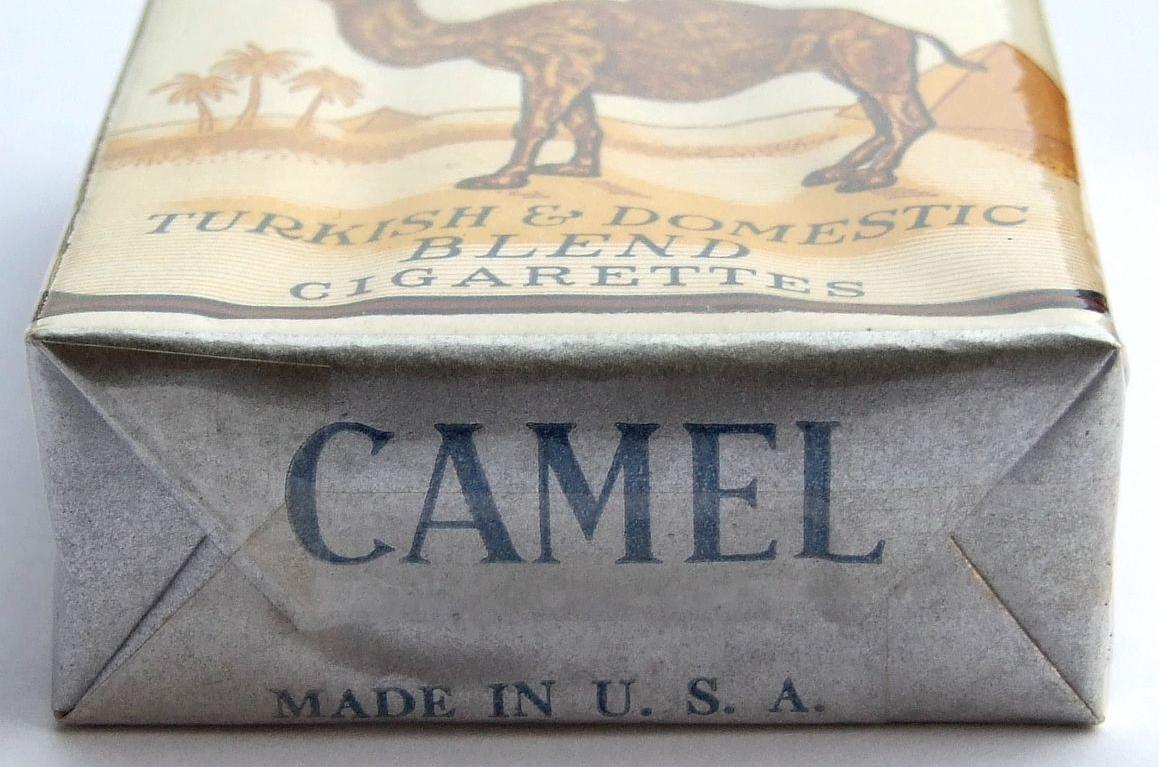 TURKISH & DOMESTIC
BLEND
CIGARETTES
CAMEL
MADE IN U. S. A.